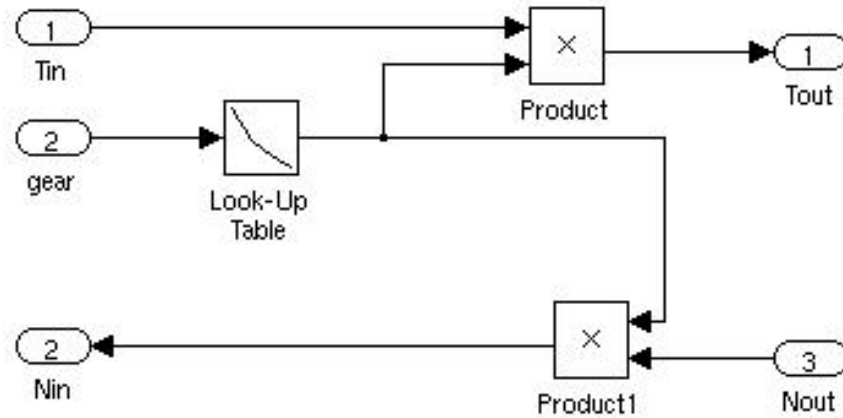 1
Tin
×
Product
1
Tout
2
gear
Look-Up
Table
2
Nin
×
Product1
3
Nout